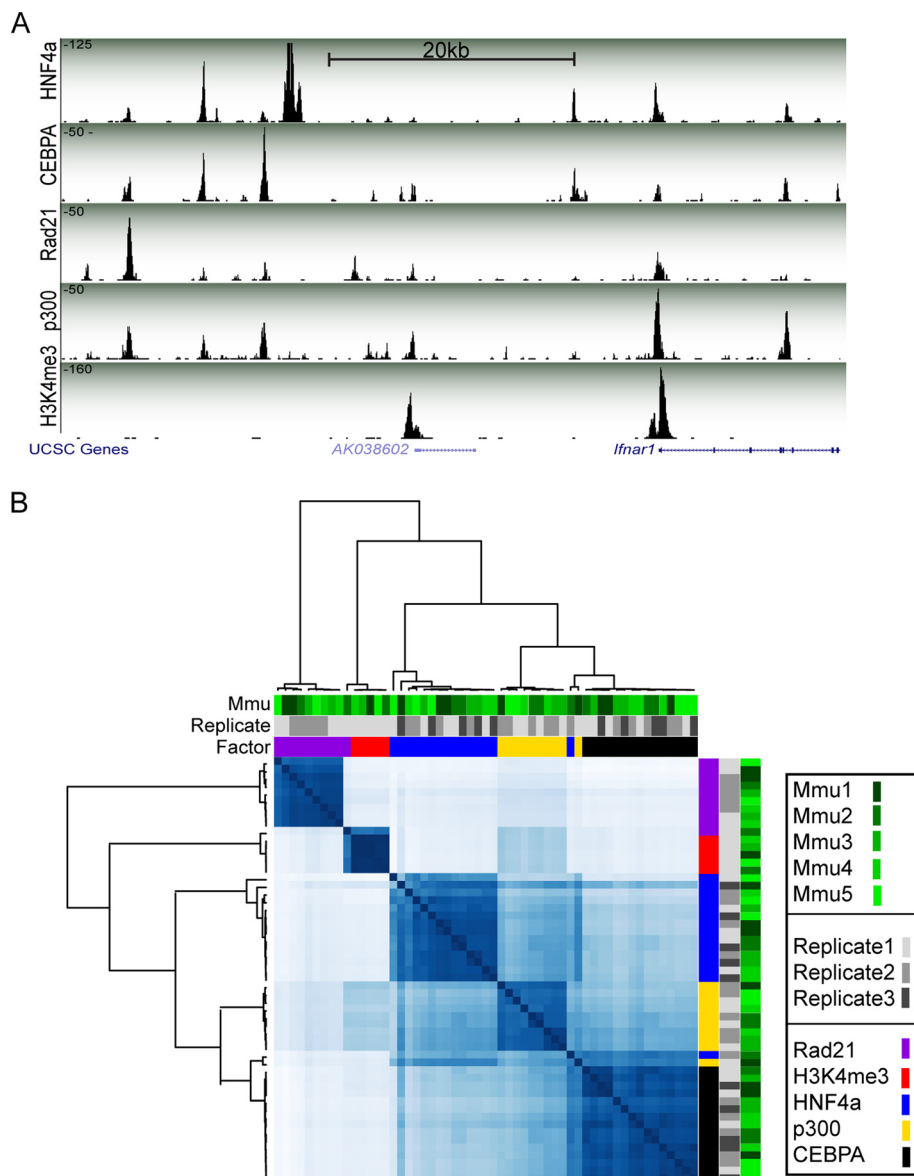 A
HNF4a
-125
20kb
CEBPA
-50 -
Rad21
-50
p300
-50
H3K4me3
-160
UCSC Genes
AK038602
Ifnar1
B
Mmu
Replicate
Factor
Mmu1
Mmu2
Mmu3
Mmu4
Mmu5
Replicate1
Replicate2
Replicate3
Rad21
H3K4me3
HNF4a
p300
CEBPA